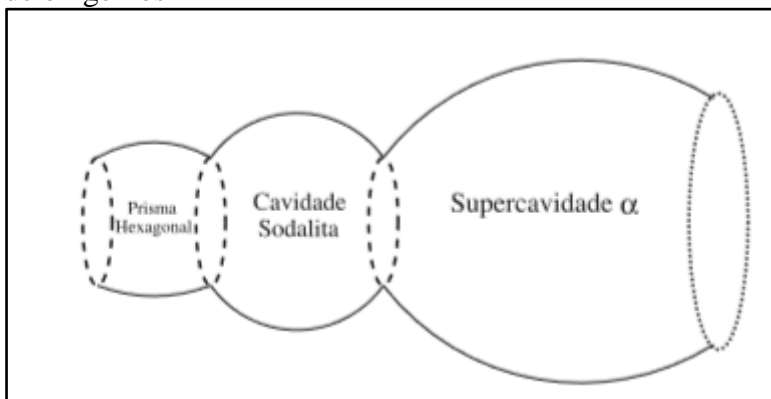 Prisma
Hexagonal
Cavidade
Sodalita
Supercavidade α